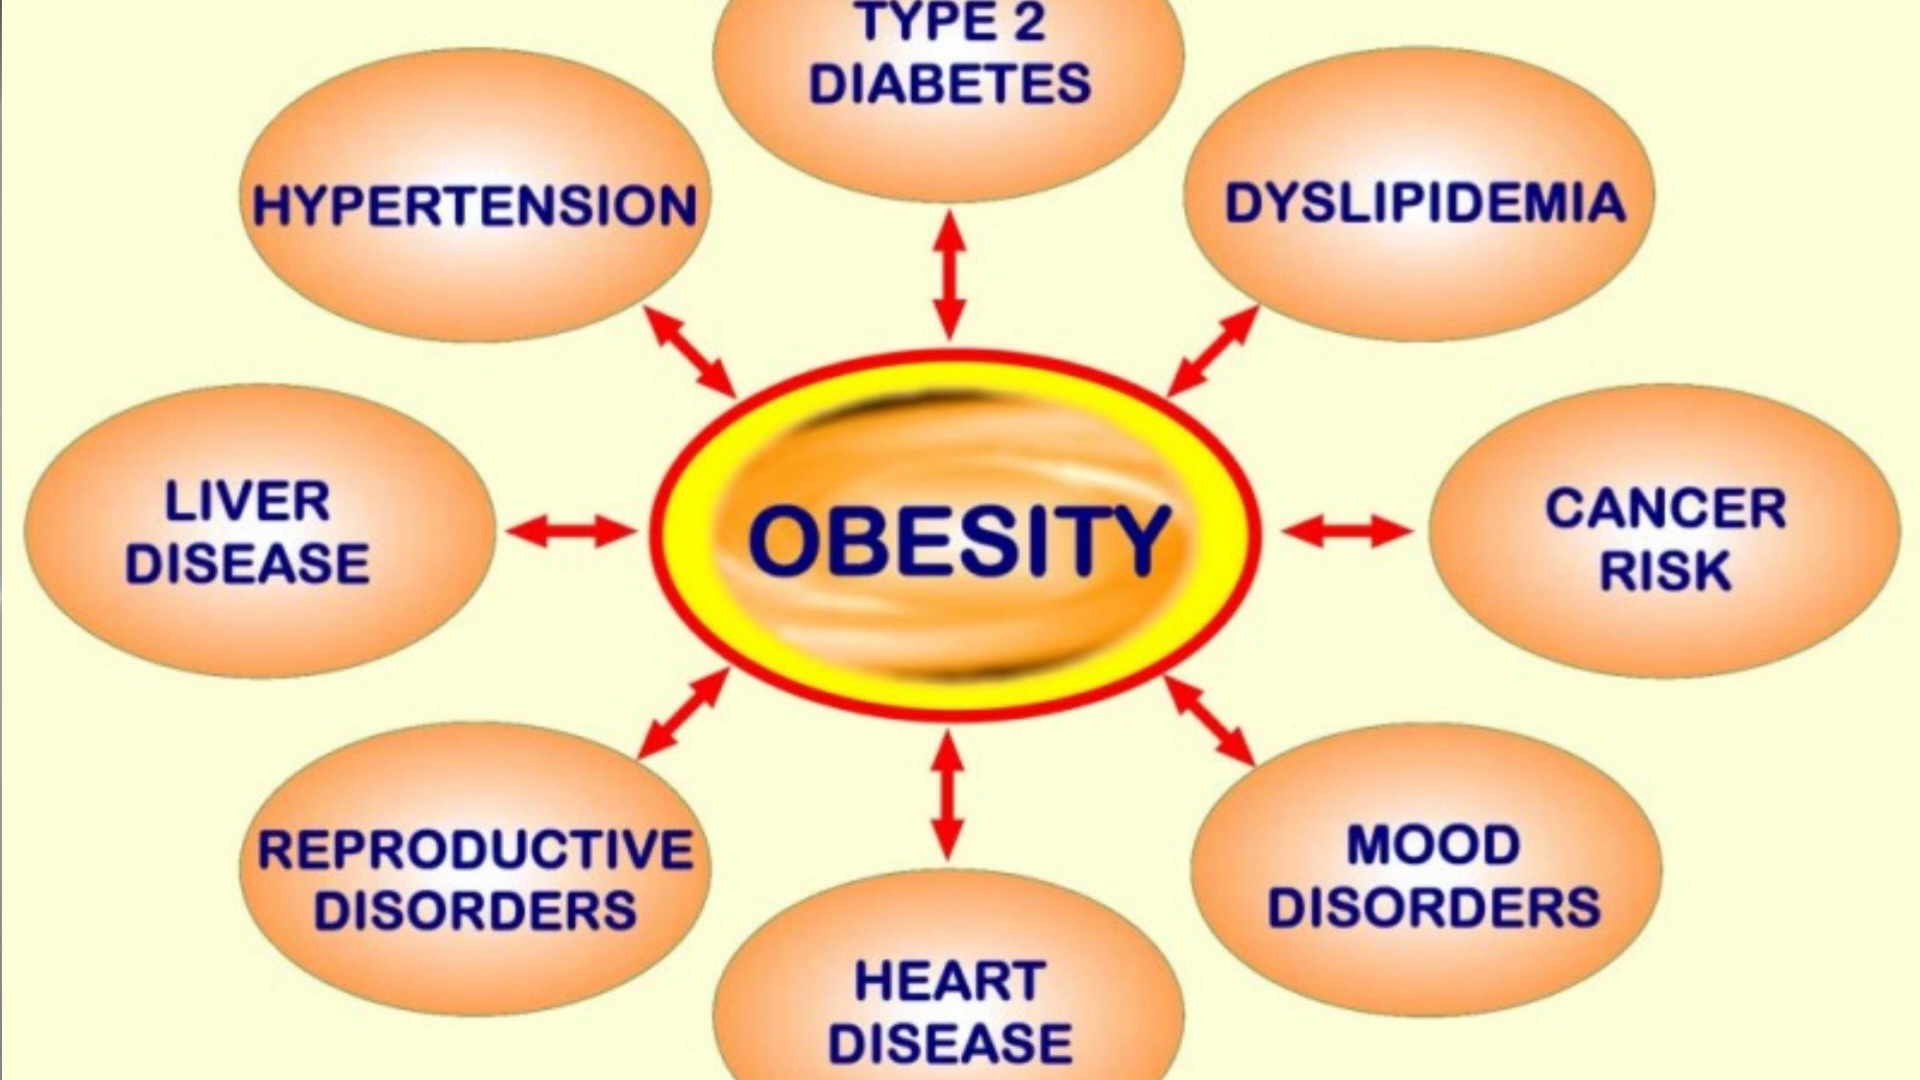 TYPE 2
DIABETES
HYPERTENSION
DYSLIPIDEMIA
LIVER
DISEASE
OBESITY
CANCER
RISK
REPRODUCTIVE
DISORDERS
MOOD
DISORDERS
HEART
DISEASE